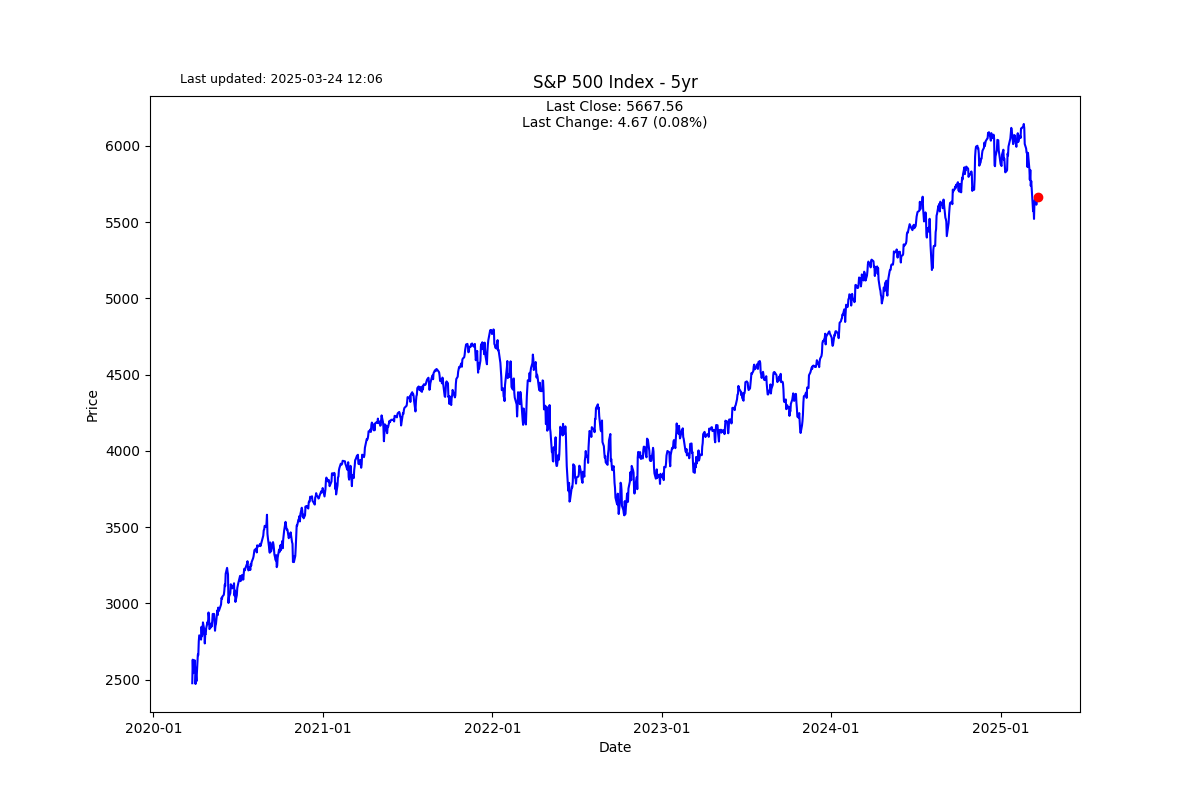 Last updated: 2025-03-24 12:06
S&P 500 Index - 5yr
Last Close: 5667.56
Last Change: 4.67 (0.08%)
6000
5500
5000
4500
4000
3500
3000
2500
Price
2020-01
2021-01
2022-01
2023-01
2024-01
2025-01
Date